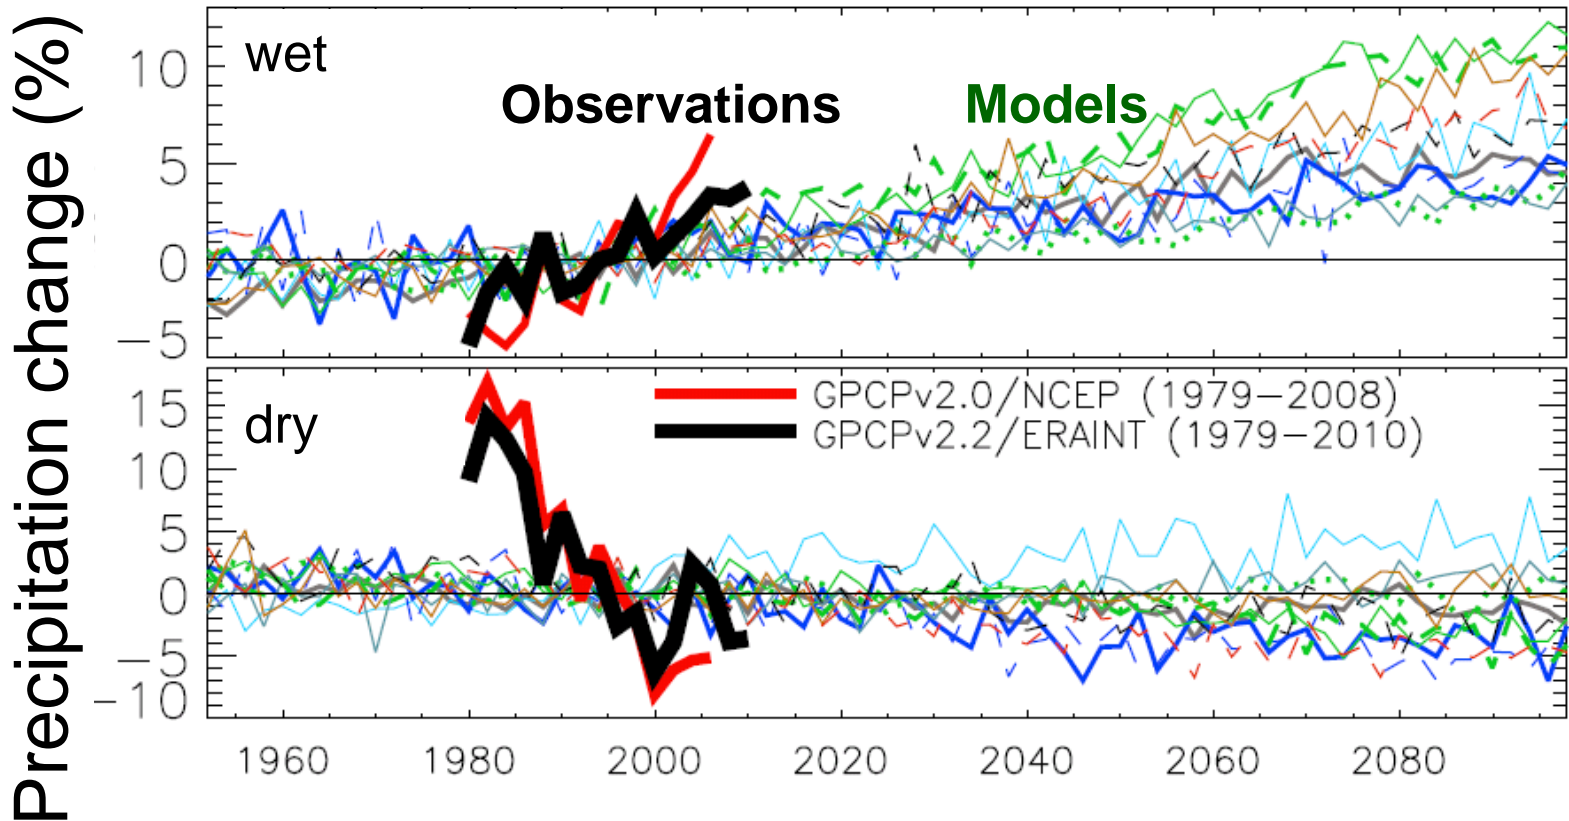 Precipitation change (%)
wet
Observations
Models
10
5
0
−5
dry
GPCPv2.0/NCEP (1979−2008)
GPCPv2.2/ERAINT (1979−2010)
15
10
5
0
−5
−10
1960 1980 2000 2020 2040 2060 2080